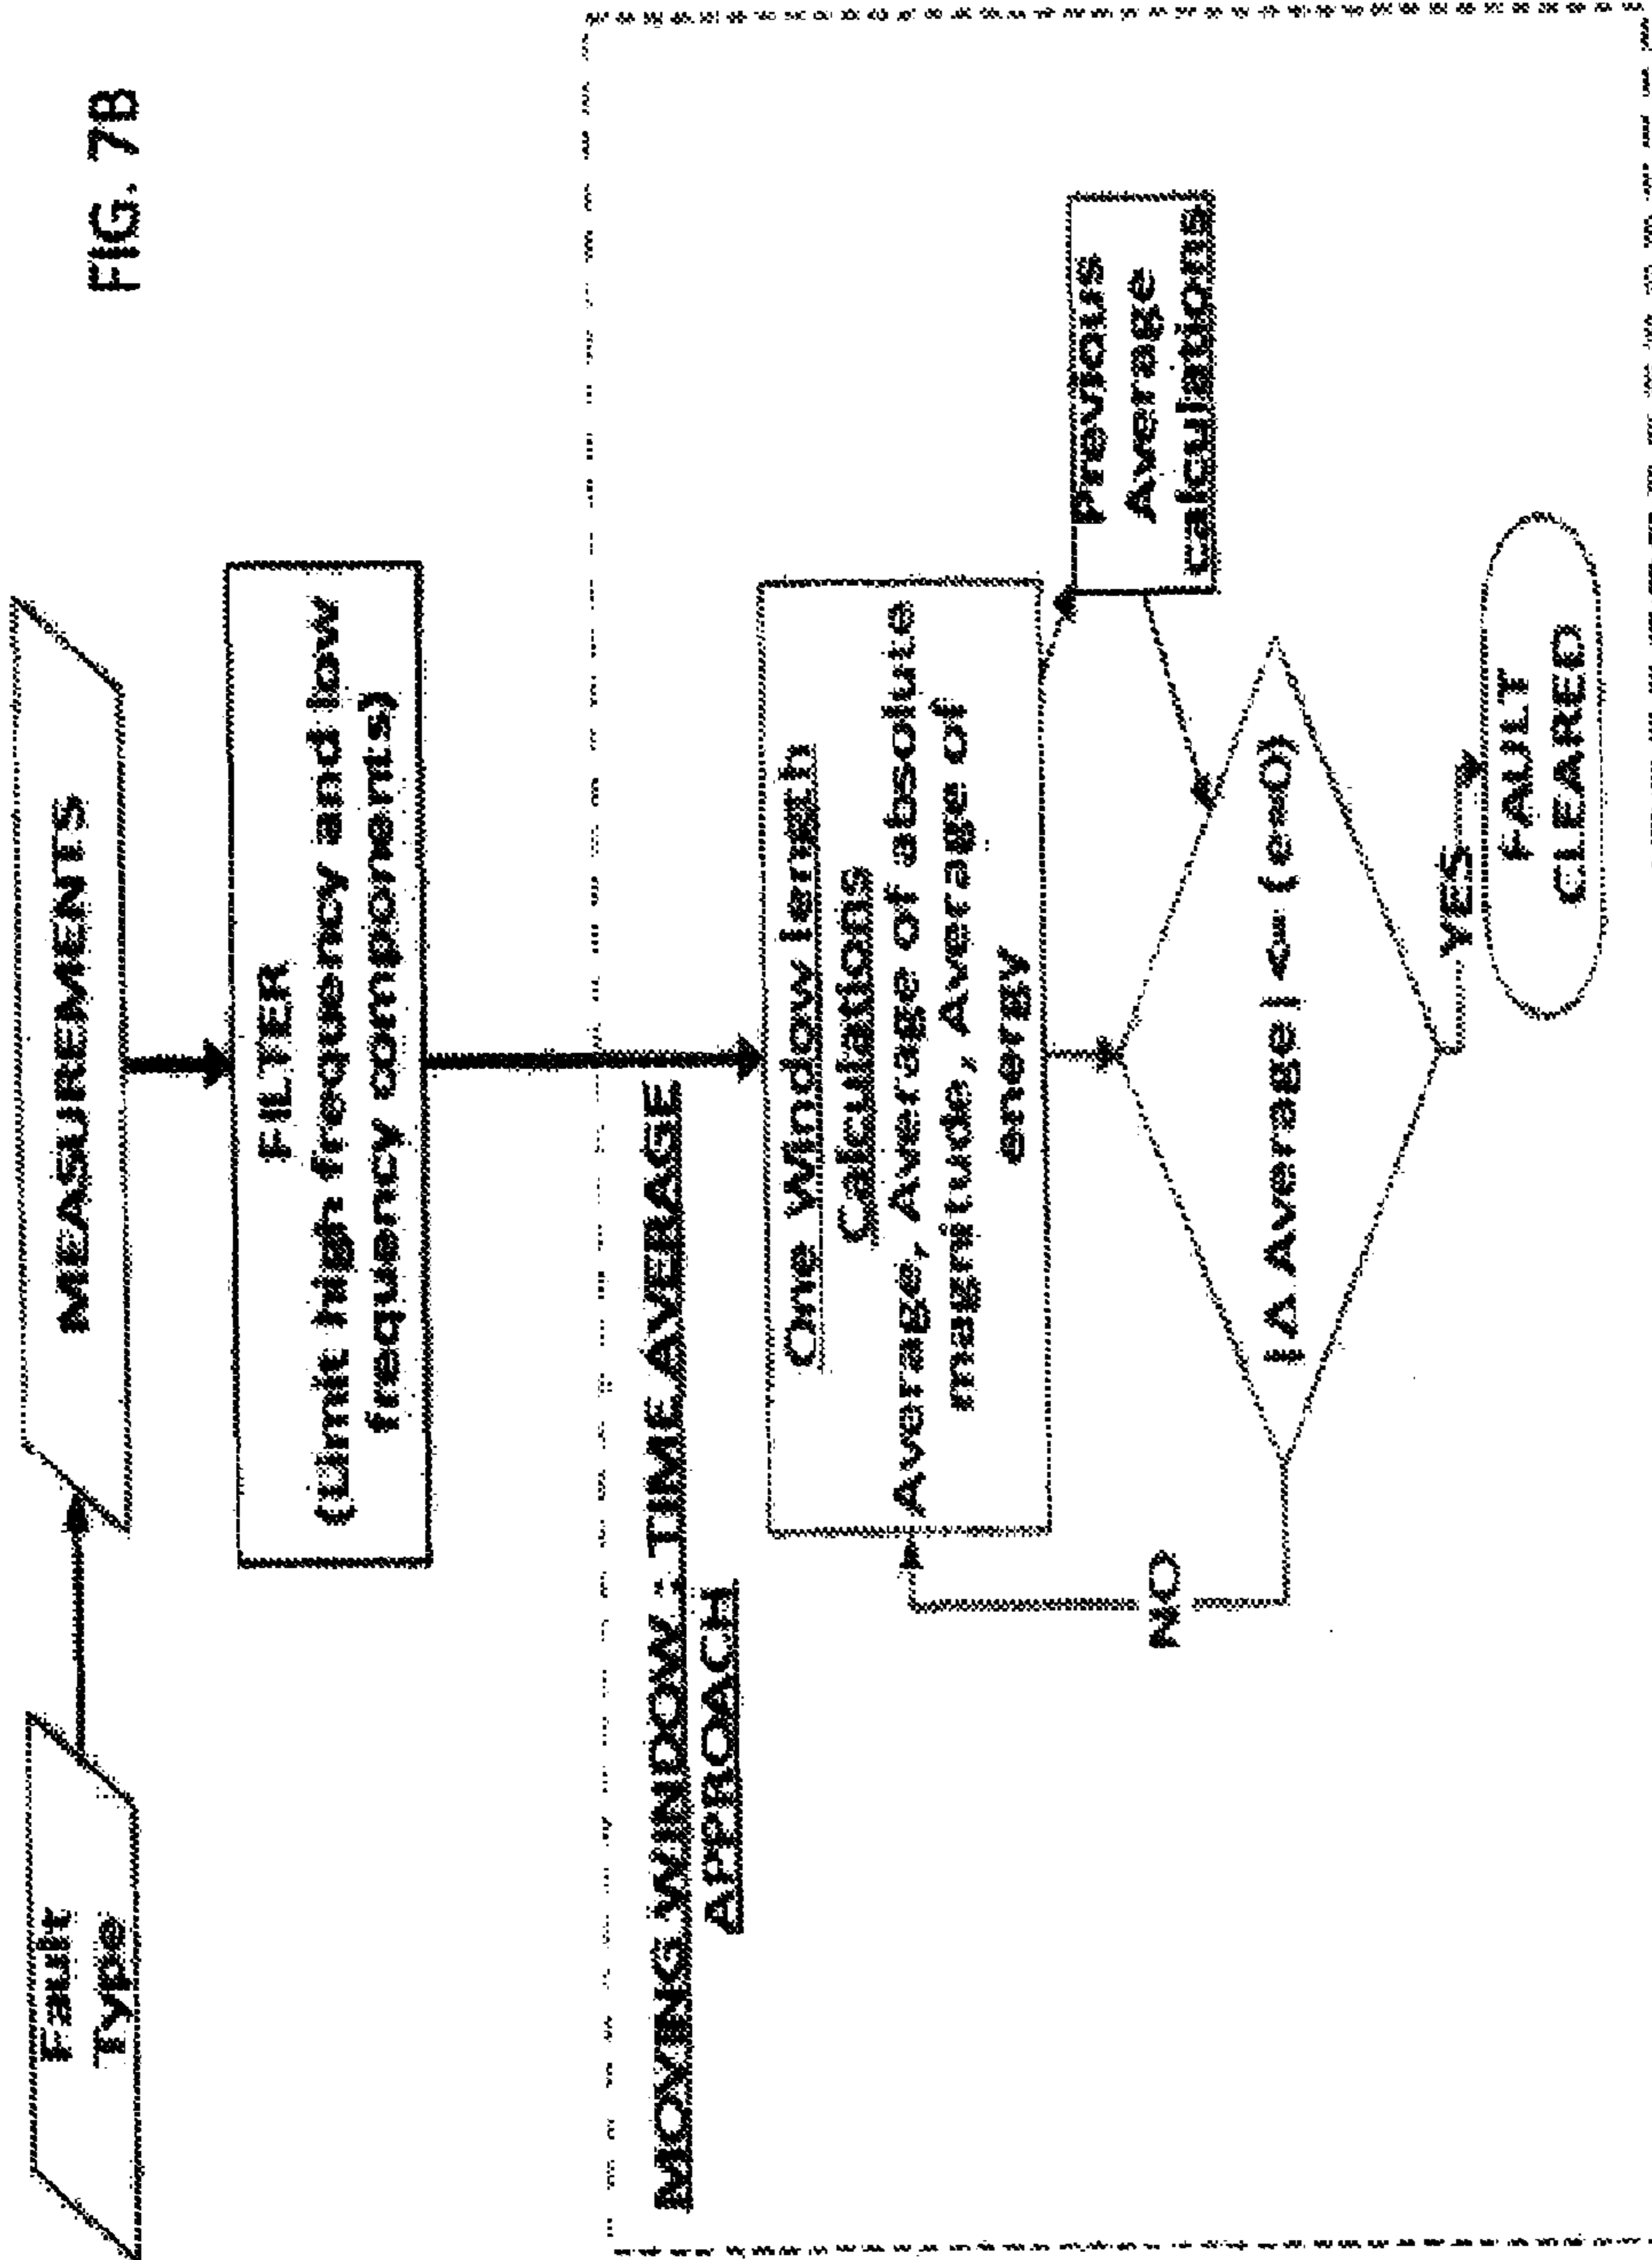 FIG. 7B
Fault
Type
MEASUREMENTS
FILTER
(Limit high frequency and low
frequency components)
MOVING WINDOW - TIME AVERAGE
APPROACH
One Window length
Calculations
Average, Average of absolute
magnitude, Average of
energy
Previous
Average
calculations
|Δ Average| <= (e≈0)
NO
YES
FAULT
CLEARED